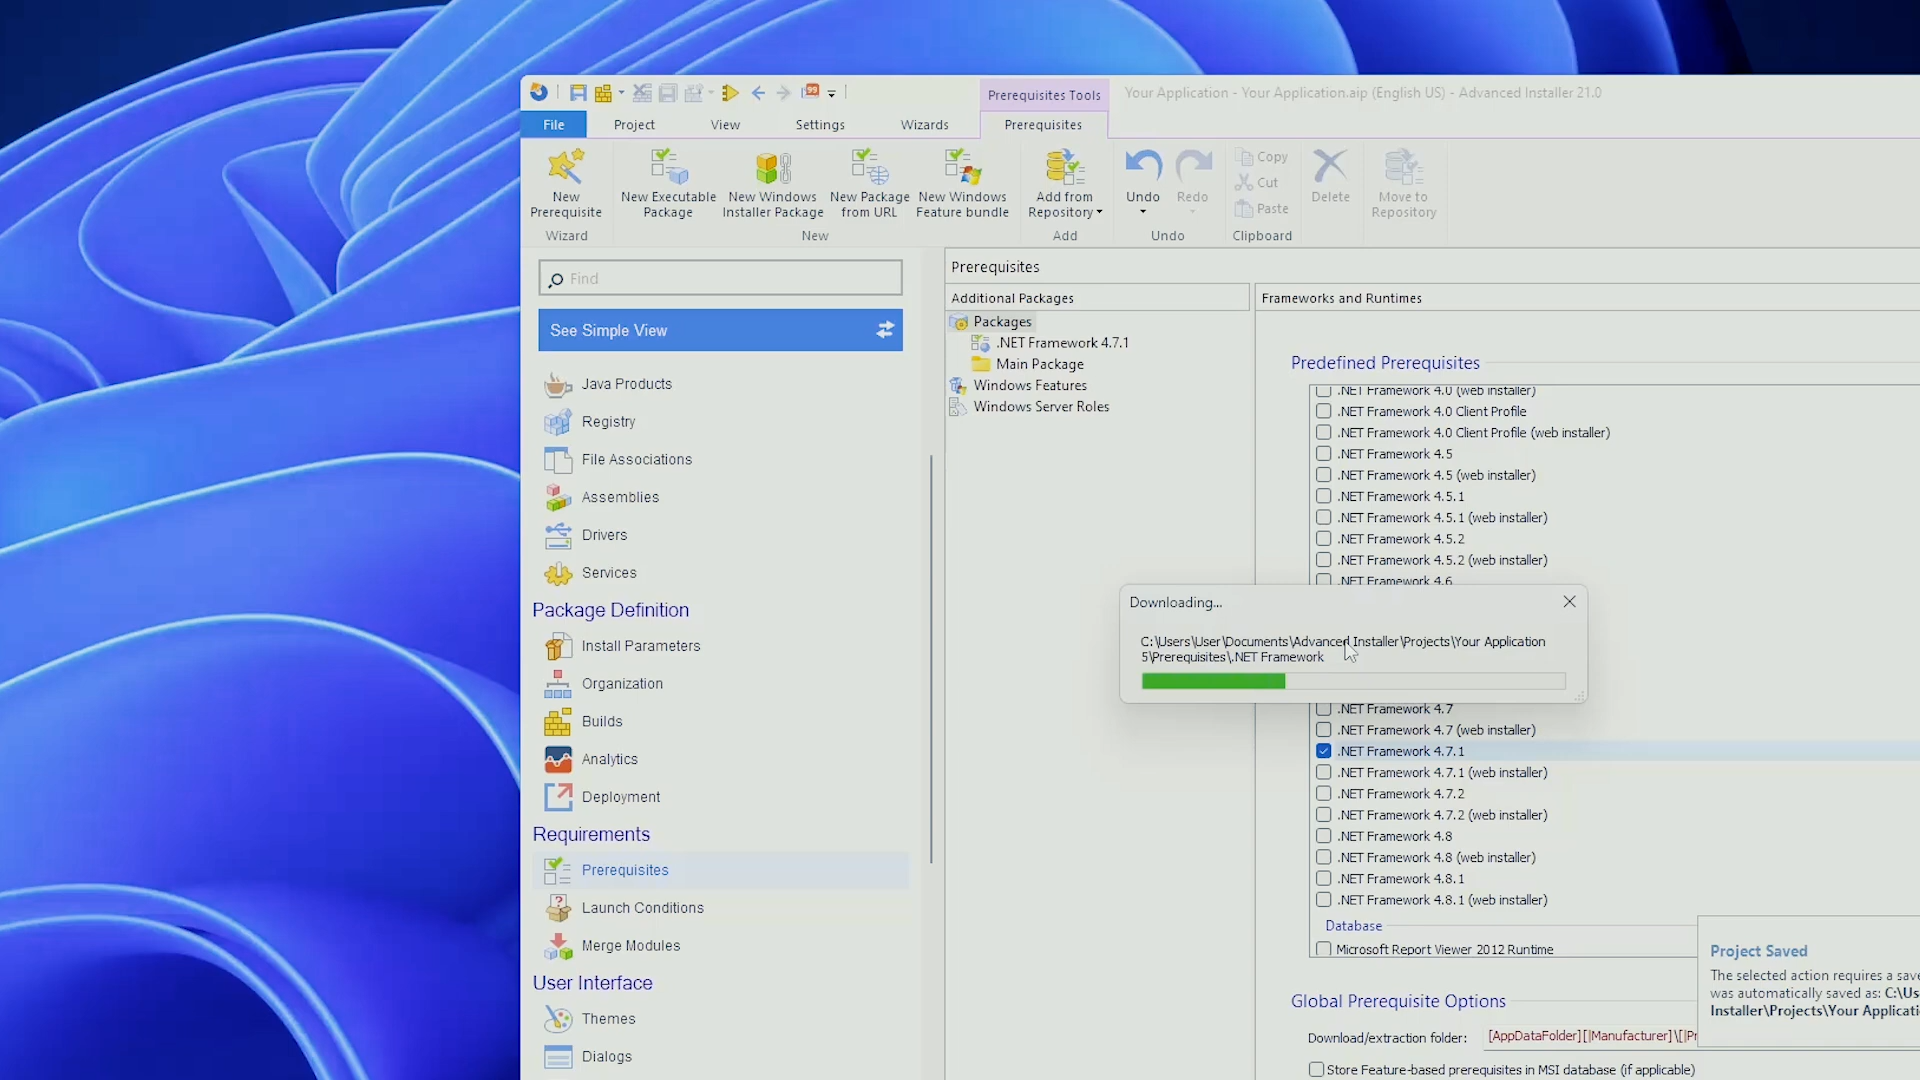 99
Prerequisites Tools
Your Application - Your Application.aip (English US) - Advanced Installer 21.0
File
Project
View
Settings
Wizards
Prerequisites
New
Prerequisite
Wizard
New Executable
Package
New Windows
Installer Package
New Package
from URL
New Windows
Feature bundle
New
Add from
Repository
Add
Undo
Redo
Undo
Copy
Cut
Paste
Clipboard
Delete
Move to
Repository
Find
See Simple View
Java Products
Registry
File Associations
Assemblies
Drivers
Services
Package Definition
Install Parameters
Organization
Builds
Analytics
Deployment
Requirements
Prerequisites
Launch Conditions
Merge Modules
User Interface
Themes
Dialogs
Prerequisites
Additional Packages
Packages
.NET Framework 4.7.1
Main Package
Windows Features
Windows Server Roles
Frameworks and Runtimes
Predefined Prerequisites
.NET Framework 4.0 (web installer)
.NET Framework 4.0 Client Profile
.NET Framework 4.0 Client Profile (web installer)
.NET Framework 4.5
.NET Framework 4.5 (web installer)
.NET Framework 4.5.1
.NET Framework 4.5.1 (web installer)
.NET Framework 4.5.2
.NET Framework 4.5.2 (web installer)
.NET Framework 4.6
Downloading...
C:\Users\User\Documents\Advanced Installer\Projects\Your Application
5\Prerequisites\.NET Framework
.NET Framework 4.7
.NET Framework 4.7 (web installer)
.NET Framework 4.7.1
.NET Framework 4.7.1 (web installer)
.NET Framework 4.7.2
.NET Framework 4.7.2 (web installer)
.NET Framework 4.8
.NET Framework 4.8 (web installer)
.NET Framework 4.8.1
.NET Framework 4.8.1 (web installer)
Database
Microsoft Report Viewer 2012 Runtime
Global Prerequisite Options
Download/extraction folder:
[AppDataFolder][|Manufacturer]\[|Pr
Store Feature-based prerequisites in MSI database (if applicable)
Project Saved
The selected action requires a save
was automatically saved as: C:\Us
Installer\Projects\Your Applicati